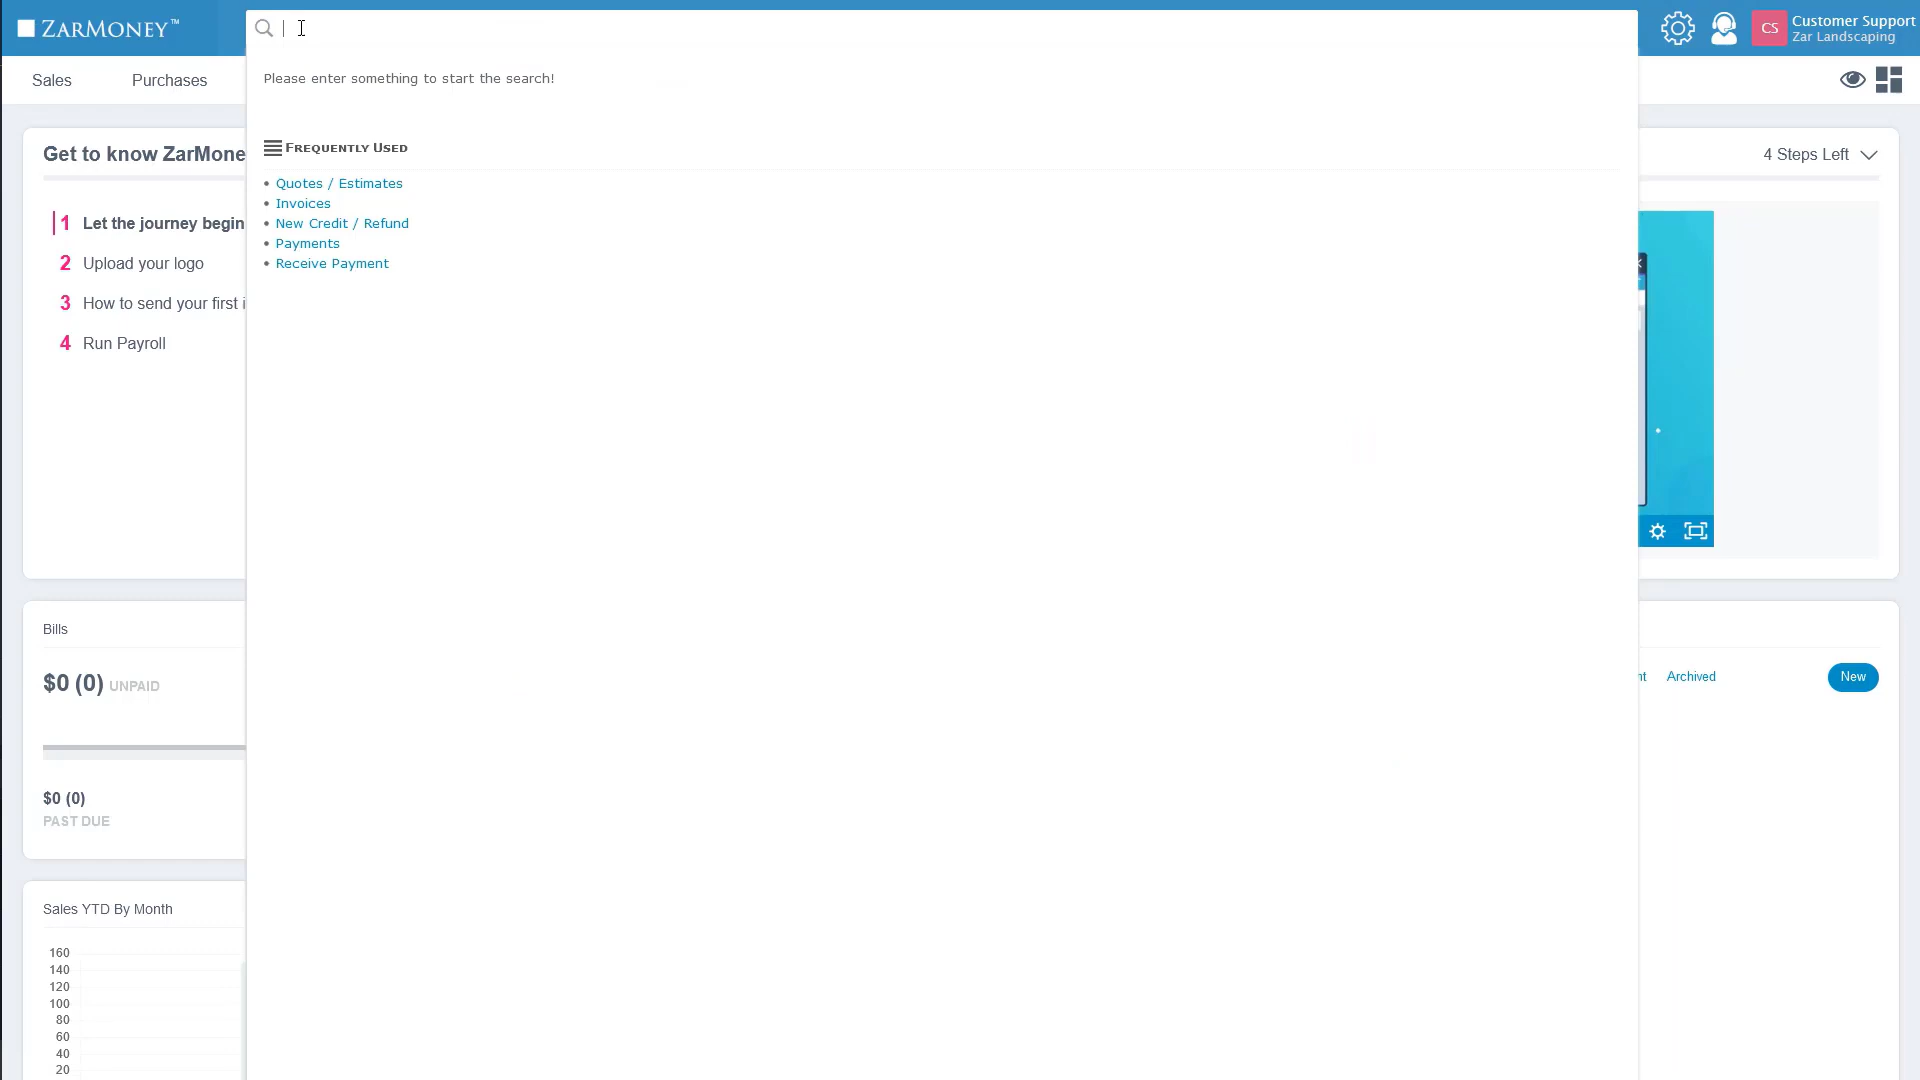 ZARMONEY™
Customer Support
CS
Zar Landscaping
Sales
Purchases
Please enter something to start the search!
FREQUENTLY USED
• Quotes / Estimates
• Invoices
• New Credit / Refund
• Payments
• Receive Payment
Get to know ZarMone
4 Steps Left
1 Let the journey begin
2 Upload your logo
3 How to send your first i
4 Run Payroll
Bills
$0 (0) UNPAID
nt
Archived
New
$0 (0)
PAST DUE
Sales YTD By Month
160
140
120
100
80
60
40
20